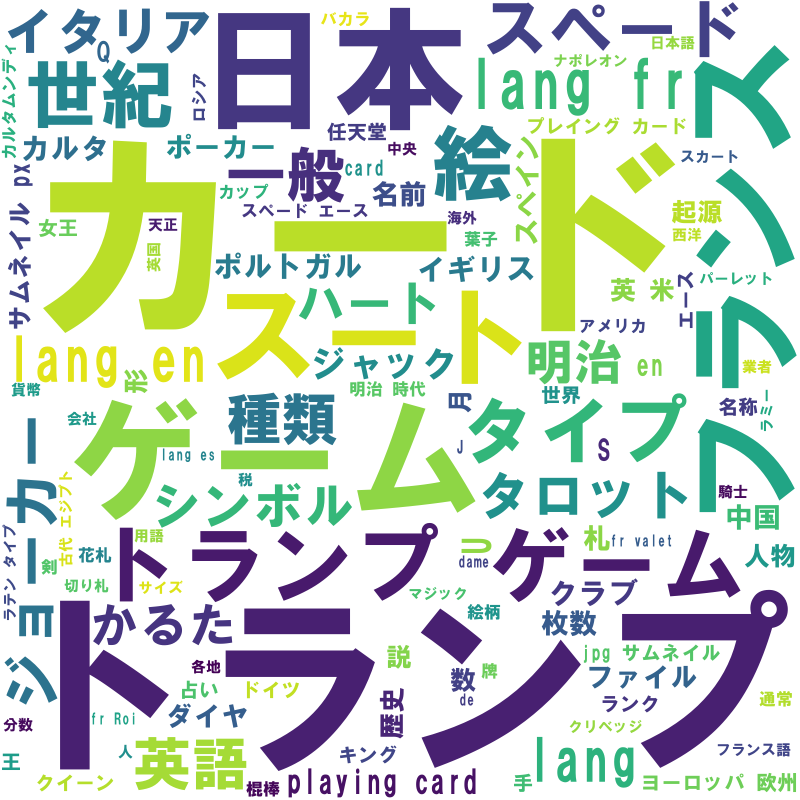 イタリア
Q
バカラ
スペード
日本語
カルタムンディ
世紀
ロシア
日本
ナポレオン
lang fr
フランス
カルタ
ポーカー
任天堂
中央
プレイング カード
絵
一般
card
スカート
サムネイル px
カップ
名前
女王
天正
スペード エース
海外
スペイン
起源
カード
英国
葉子
西洋
ポルトガル
イギリス
パーレット
ハート
英 米
エース
スート
アメリカ
lang en
ジャック
明治
en
業者
形
貨幣
明治 時代
月
世界
名称
ラミー
会社
種類
タイプ
ゲーム
J
s
lang es
税
ジョーカー
シンボル
タロット
騎士
古代 エジプト
中国
ラテン タイプ
花札
用語
トランプ ゲーム
札
fr valet
剣
U
人物
dame
切り札
サイズ
マジック
クラブ
トランプ
かるた
絵柄
枚数
説
jpg サムネイル
各地
数
牌
ファイル
占い
ドイツ
de
ランク
通常
分数
fr Roi
ダイヤ
歴史
クリベッジ
人
英語
キング
lang
フランス語
王
クイーン
棍棒
playing card
手
ヨーロッパ 欧州